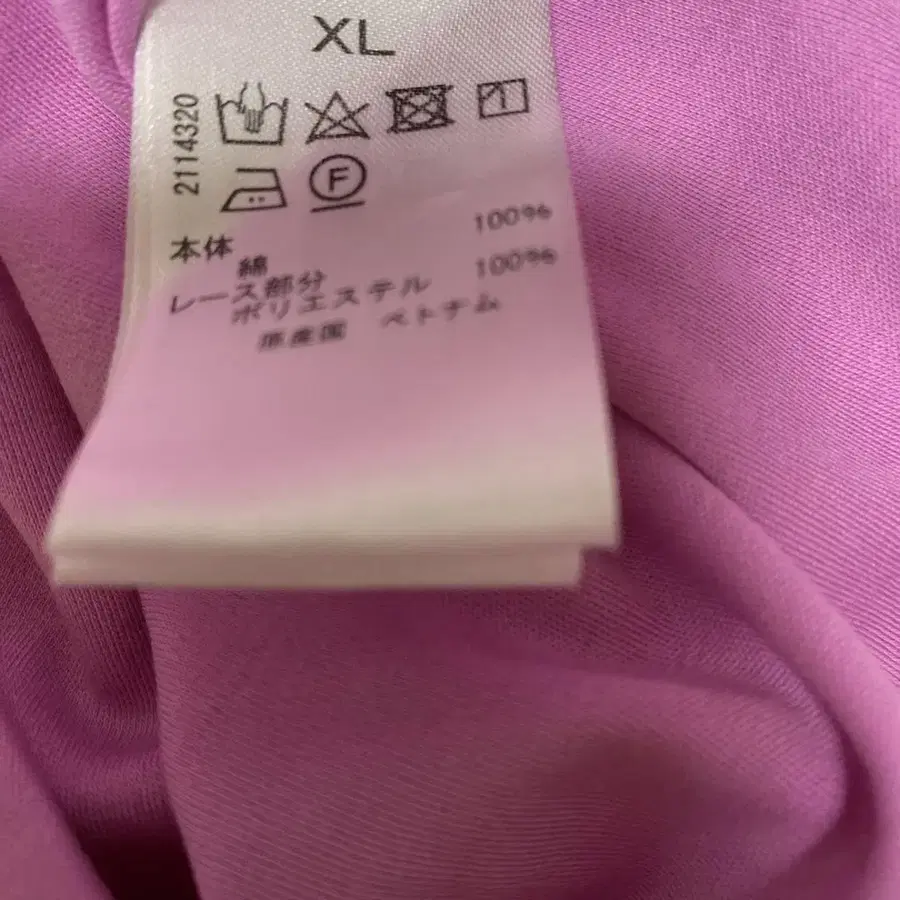 XL
2114320
F
本体
綿 100%
レース部分
ポリエステル 100%
原産国 ベトナム